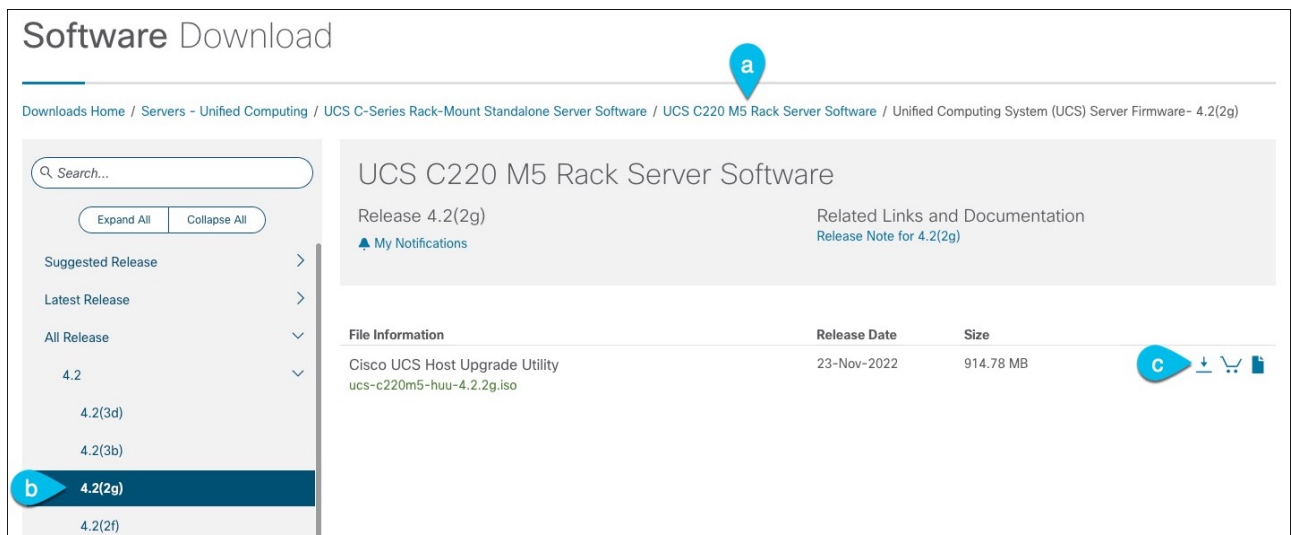 Software Download
a
Downloads Home / Servers - Unified Computing / UCS C-Series Rack-Mount Standalone Server Software / UCS C220 M5 Rack Server Software / Unified Computing System (UCS) Server Firmware- 4.2(2g)
Search...
Expand All
Collapse All
Suggested Release
Latest Release
All Release
4.2
4.2(3d)
4.2(3b)
b
4.2(2g)
4.2(2f)
UCS C220 M5 Rack Server Software
Release 4.2(2g)
My Notifications
Related Links and Documentation
Release Note for 4.2(2g)
File Information Release Date Size
Cisco UCS Host Upgrade Utility 23-Nov-2022 914.78 MB c
ucs-c220m5-huu-4.2.2g.iso